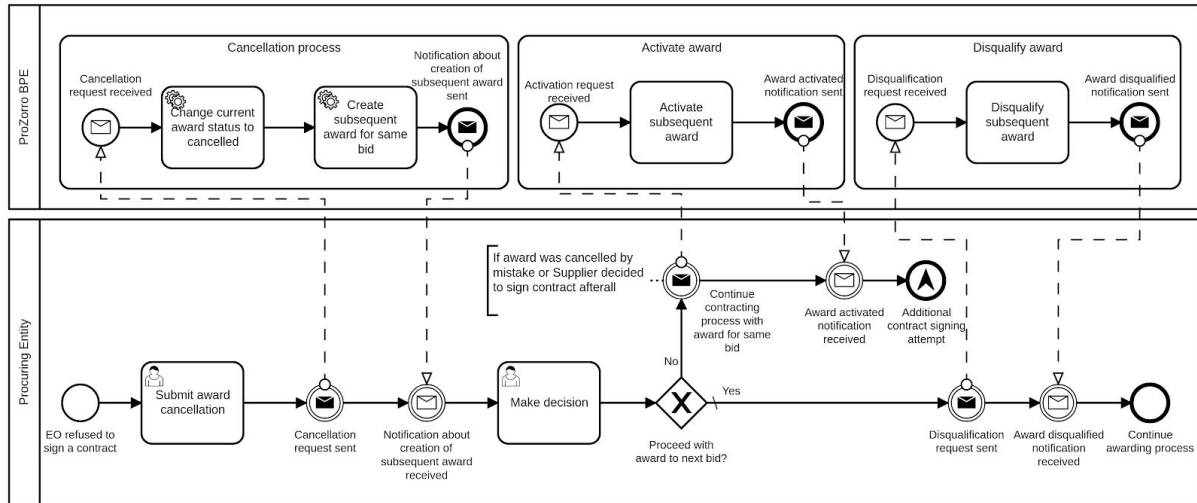 ProZorro BPE
Cancellation process
Cancellation
request received
Change current
award status to
cancelled
Create
subsequent
award for same
bid
Notification about
creation of
subsequent award
sent
Activate award
Activation request
received
Activate
subsequent
award
Award activated
notification sent
Disqualify award
Disqualification
request received
Disqualify
subsequent
award
Award disqualified
notification sent
Procuring Entity
If award was cancelled by
mistake or Supplier decided
to sign contract afterall
Continue
contracting
process with
award for same
bid
Award activated
notification
received
Additional
contract signing
attempt
EO refused to
sign a contract
Submit award
cancellation
Cancellation
request sent
Notification about
creation of
subsequent award
received
Make decision
No
Yes
Proceed with
award to next bid?
Disqualification
request sent
Award disqualified
notification
received
Continue
awarding process